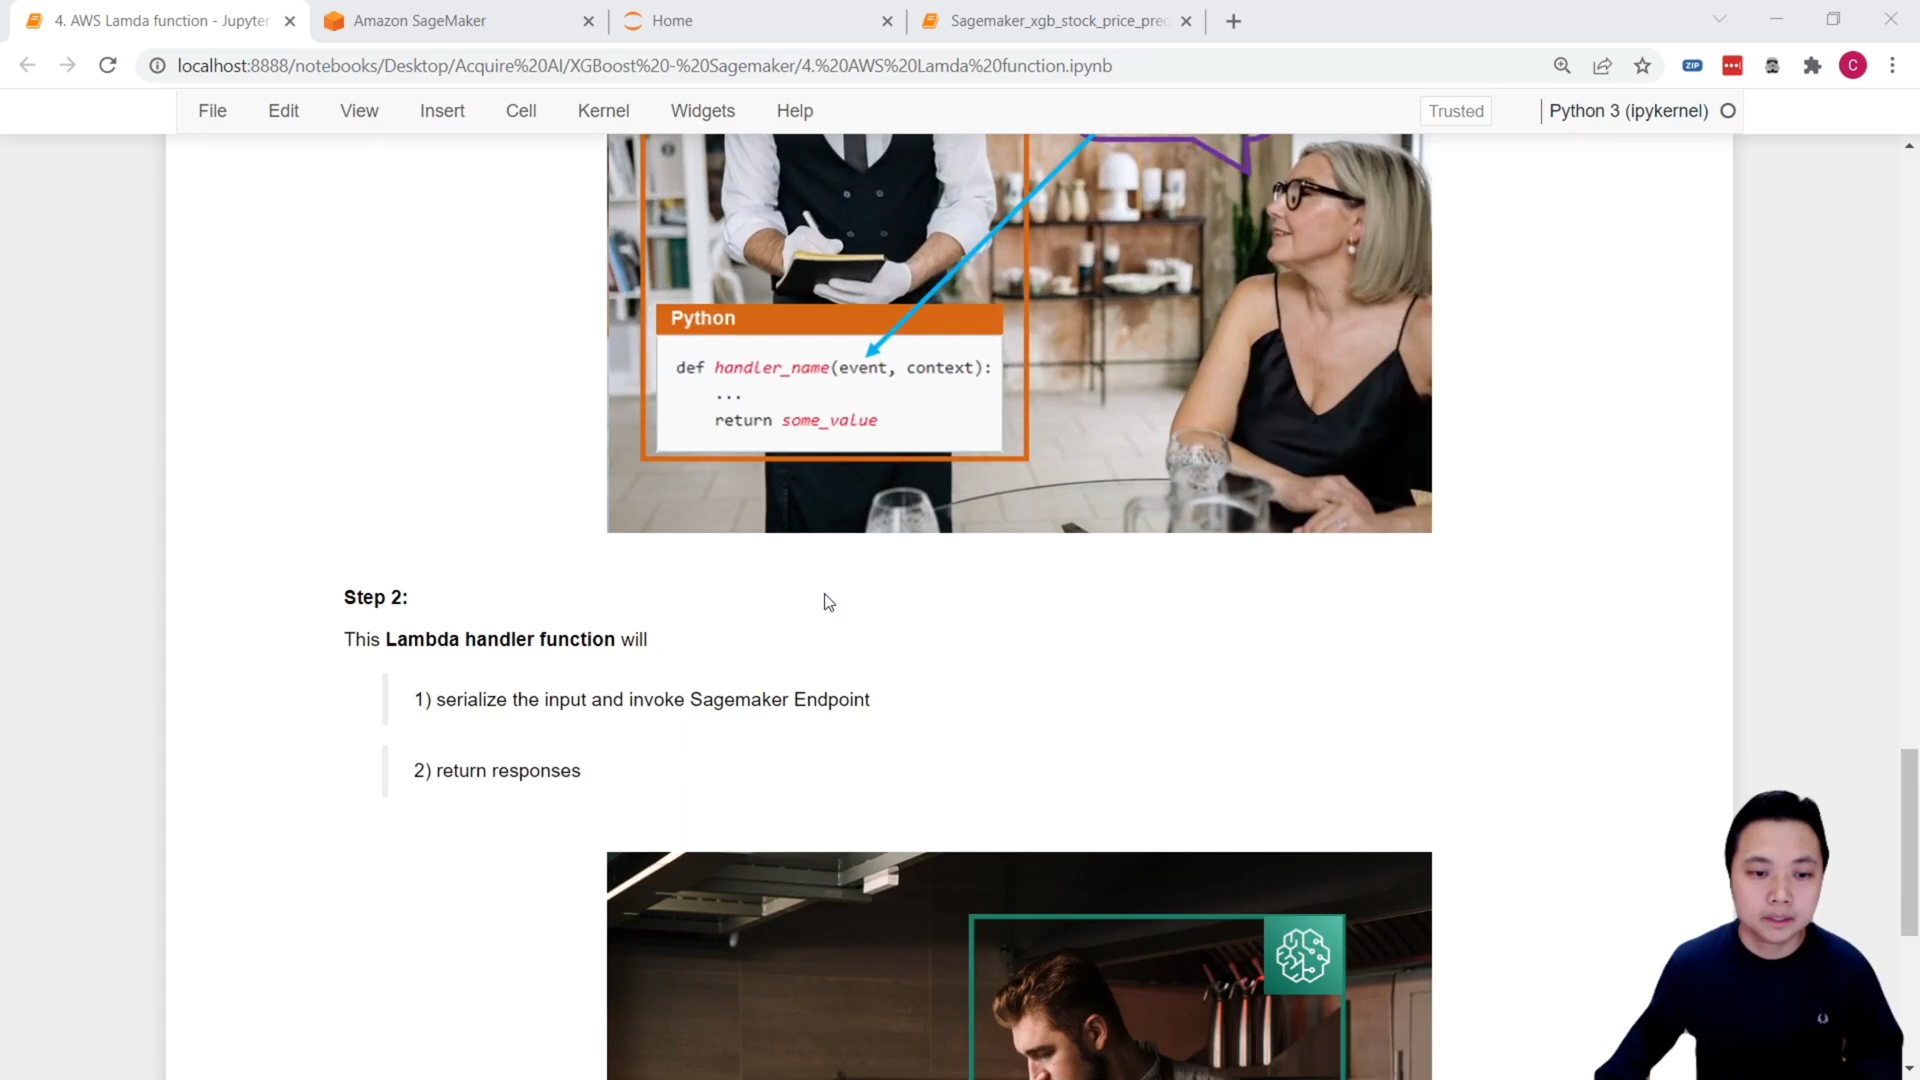 4. AWS Lamda function - Jupyter
Amazon SageMaker
Home
Sagemaker_xgb_stock_price_pred
localhost:8888/notebooks/Desktop/Acquire%20AI/XGBoost%20-%20Sagemaker/4.%20AWS%20Lamda%20function.ipynb
ZIP
C
File
Edit
View
Insert
Cell
Kernel
Widgets
Help
Trusted
Python 3 (ipykernel)
Python
def handler_name(event, context):
...
return some_value
Step 2:
This Lambda handler function will
1) serialize the input and invoke Sagemaker Endpoint
2) return responses